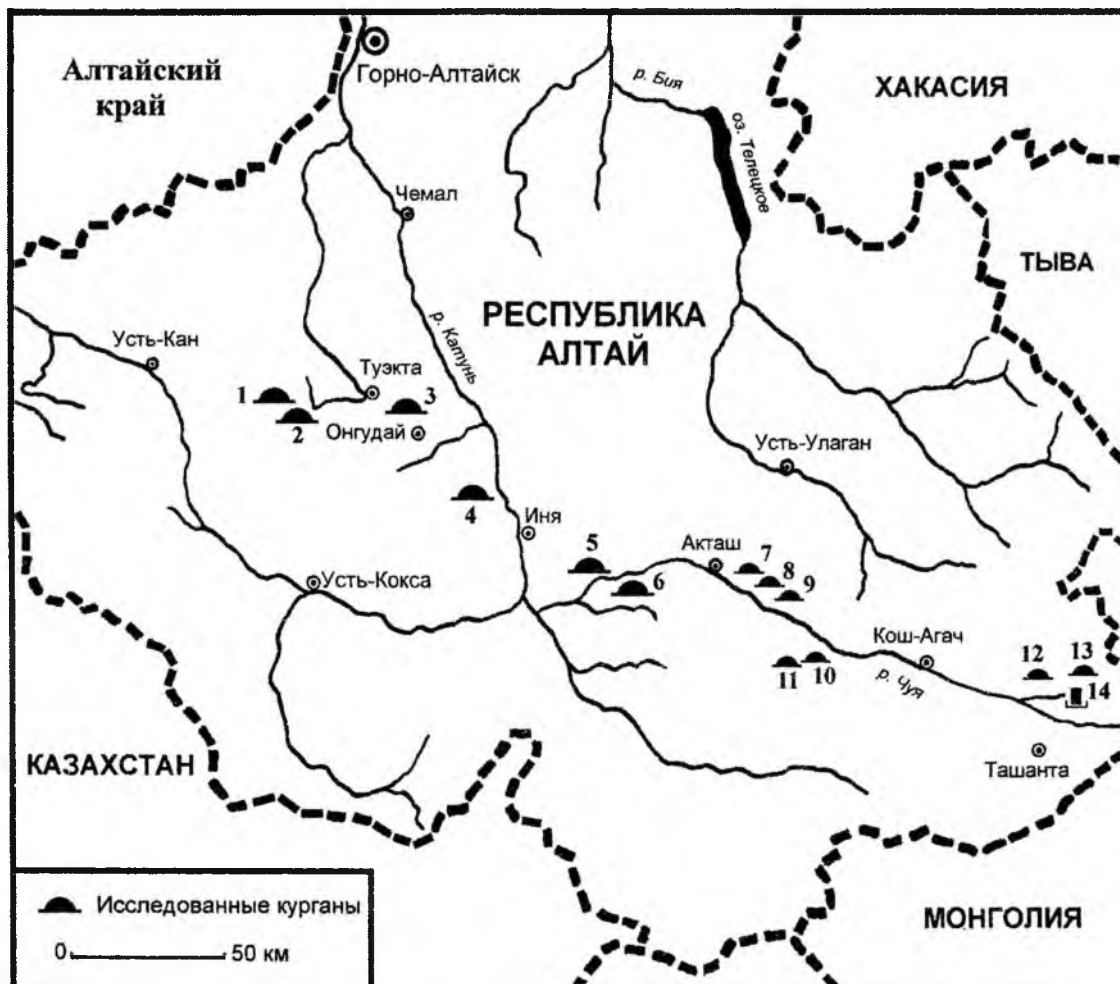 Алтайский
край
Горно-Алтайск
р. Бия
оз. Телецкое
ХАКАСИЯ
Чемал
ТЫВА
р. Катунь
РЕСПУБЛИКА
АЛТАЙ
Усть-Кан
Туэкта
1
2
3
Онгудай
Усть-Улаган
4
Иня
5
6
Акташ
7
8
9
Усть-Кокса
Кош-Агач
11
10
р. Чуя
12
13
14
КАЗАХСТАН
Ташанта
Исследованные курганы
0 50 км
МОНГОЛИЯ